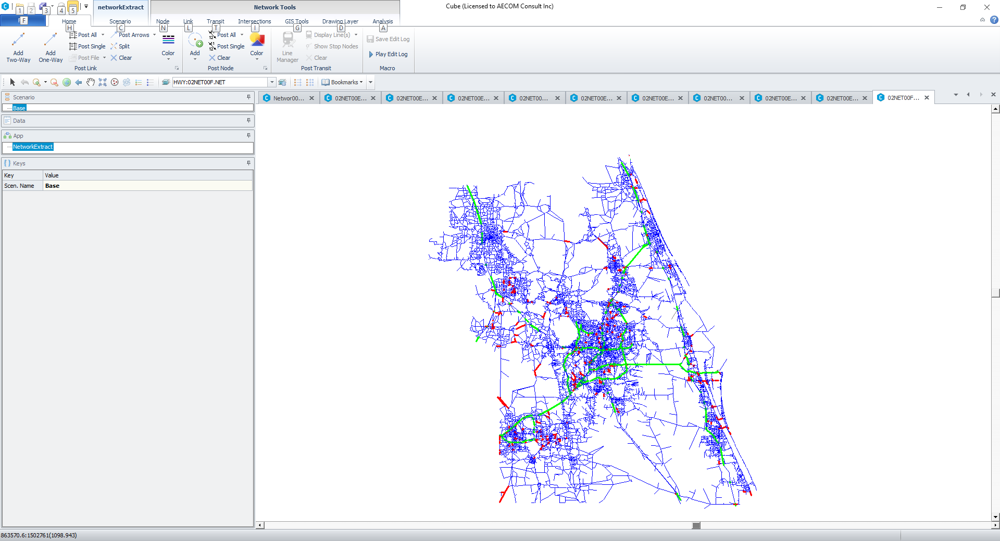 networkExtract
Network Tools
Cube (Licensed to AECOM Consult Inc)
1 2 3 4 5
F
Home Scenario Node Link Transit Intersections GIS Tools Drawing Layer Analysis
H C N L T I G D A
Add Two-Way
Add One-Way
Post All
Post Single
Post File
Post Arrows
Split
Clear
Color
Post Link
Add
Post All
Post Single
Clear
Color
Post Node
Line Manager
Display Line(s)
Show Stop Nodes
Clear
Post Transit
Save Edit Log
Play Edit Log
Macro
HWY:02NET00F.NET
Bookmarks
Scenario
Base
Data
App
NetworkExtract
Keys
Key Value
Scen. Name Base
Networ00... 02NET00E... 02NET00E... 02NET00E... 02NET00... 02NET00E... 02NET00E... 02NET00... 02NET00E... 02NET00E... 02NET00F...
863570.6:1502761(1098.943)